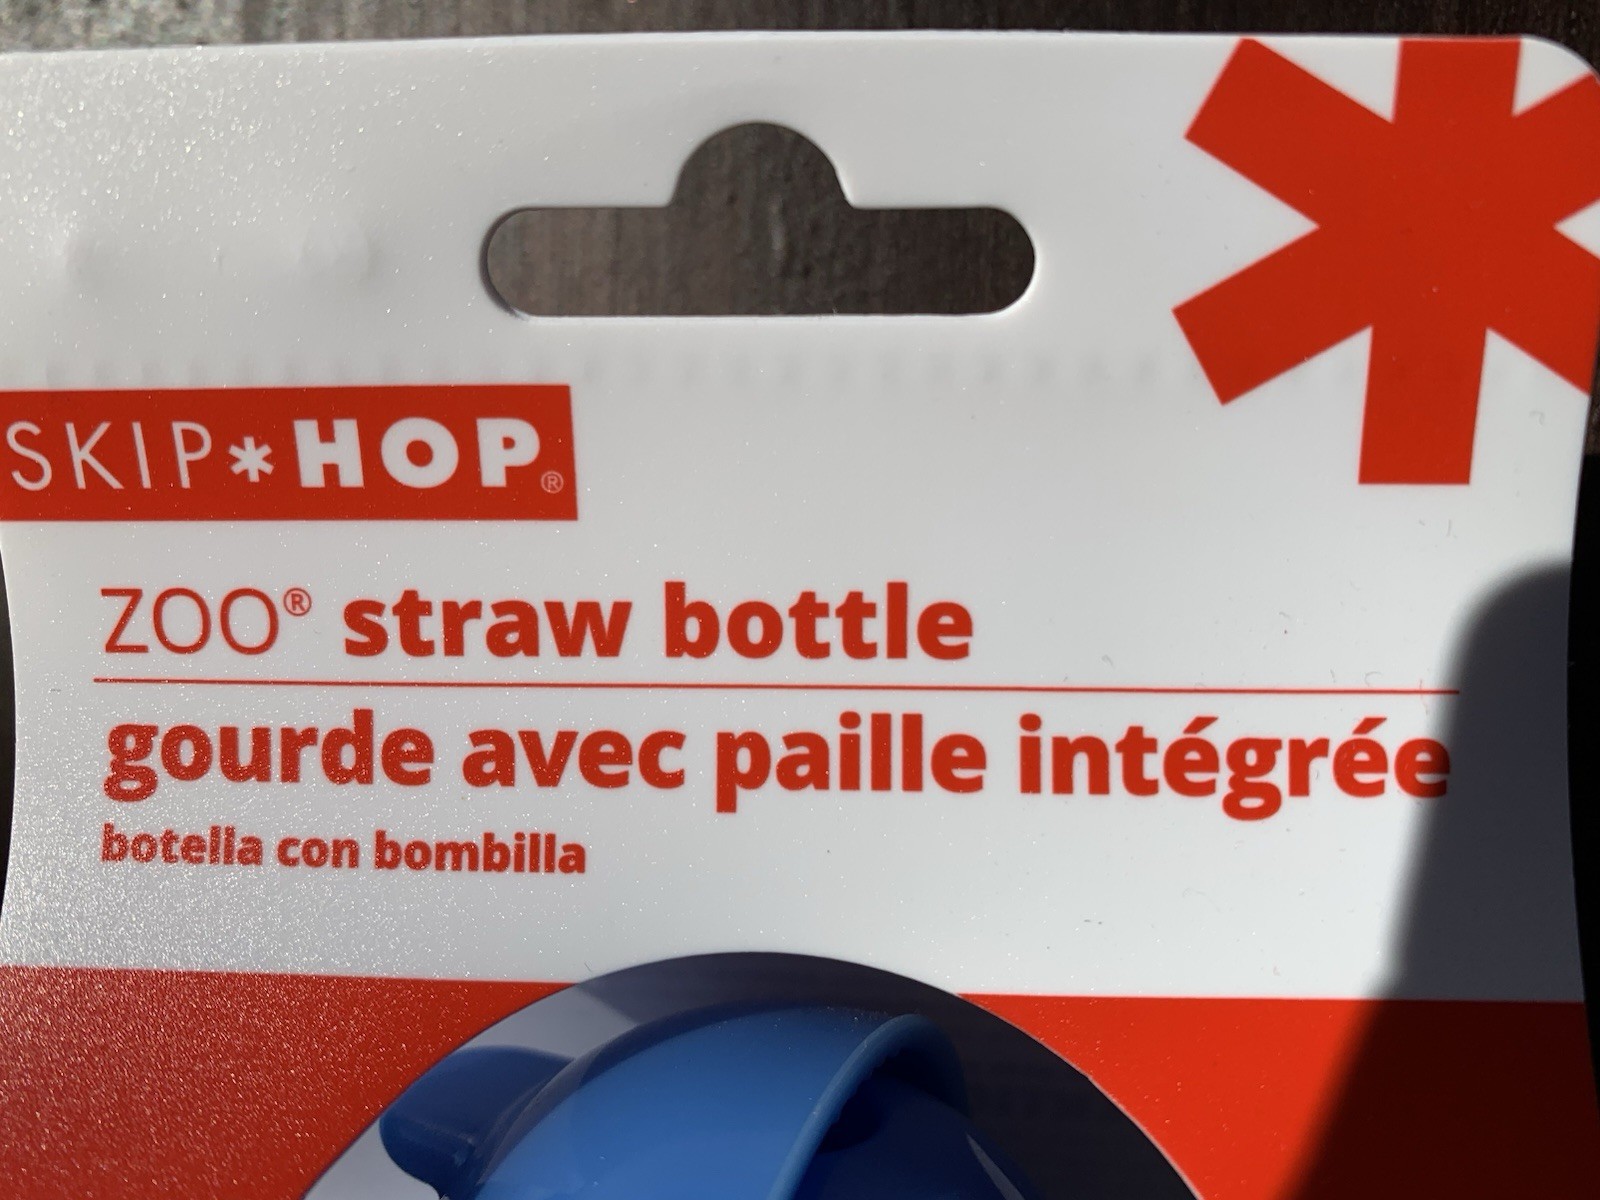 SKIP*HOP®
ZOO® straw bottle
gourde avec paille intégrée
botella con bombilla